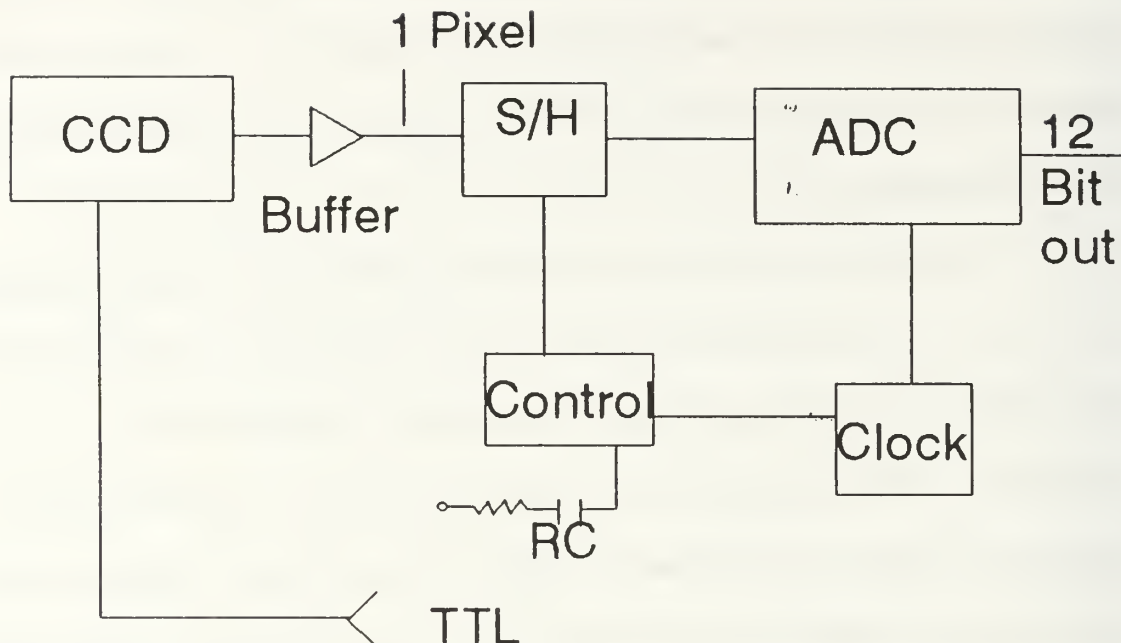 1 Pixel
CCD
S/H
ADC
12
Bit
out
Buffer
Control
Clock
RC
TTL